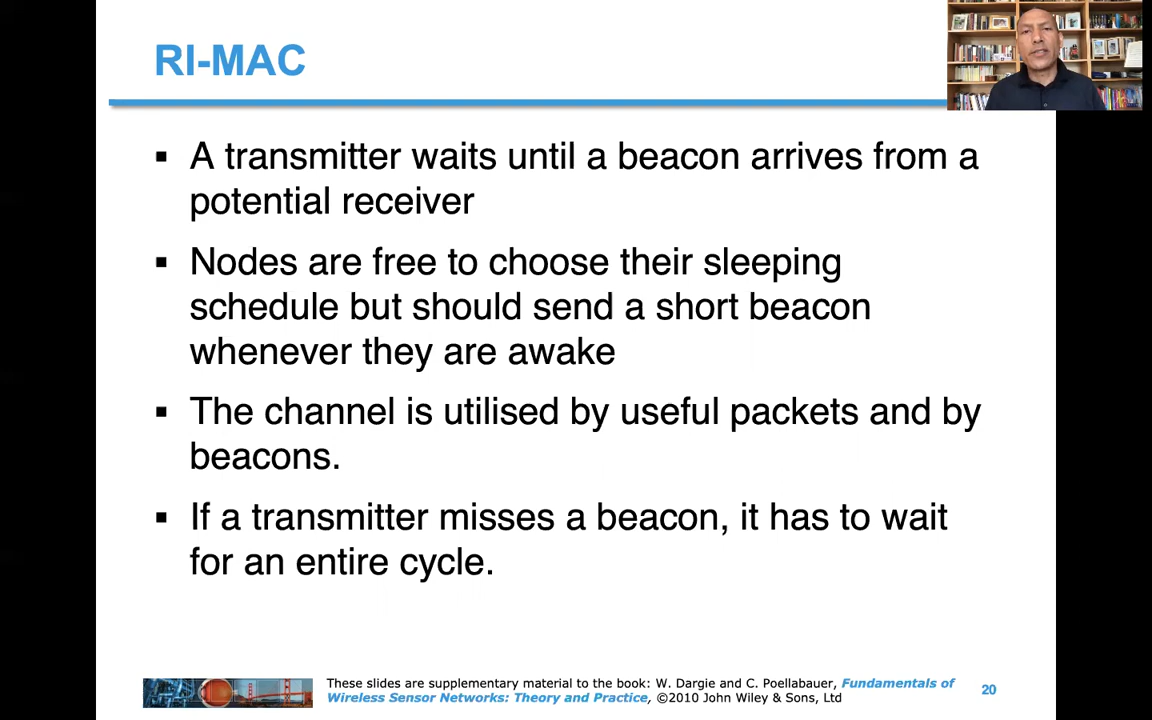 RI-MAC
A transmitter waits until a beacon arrives from a
potential receiver
Nodes are free to choose their sleeping
schedule but should send a short beacon
whenever they are awake
The channel is utilised by useful packets and by
beacons.
If a transmitter misses a beacon, it has to wait
for an entire cycle.
These slides are supplementary material to the book: W. Dargie and C. Poellabauer, Fundamentals of
Wireless Sensor Networks: Theory and Practice, ©2010 John Wiley & Sons, Ltd
20